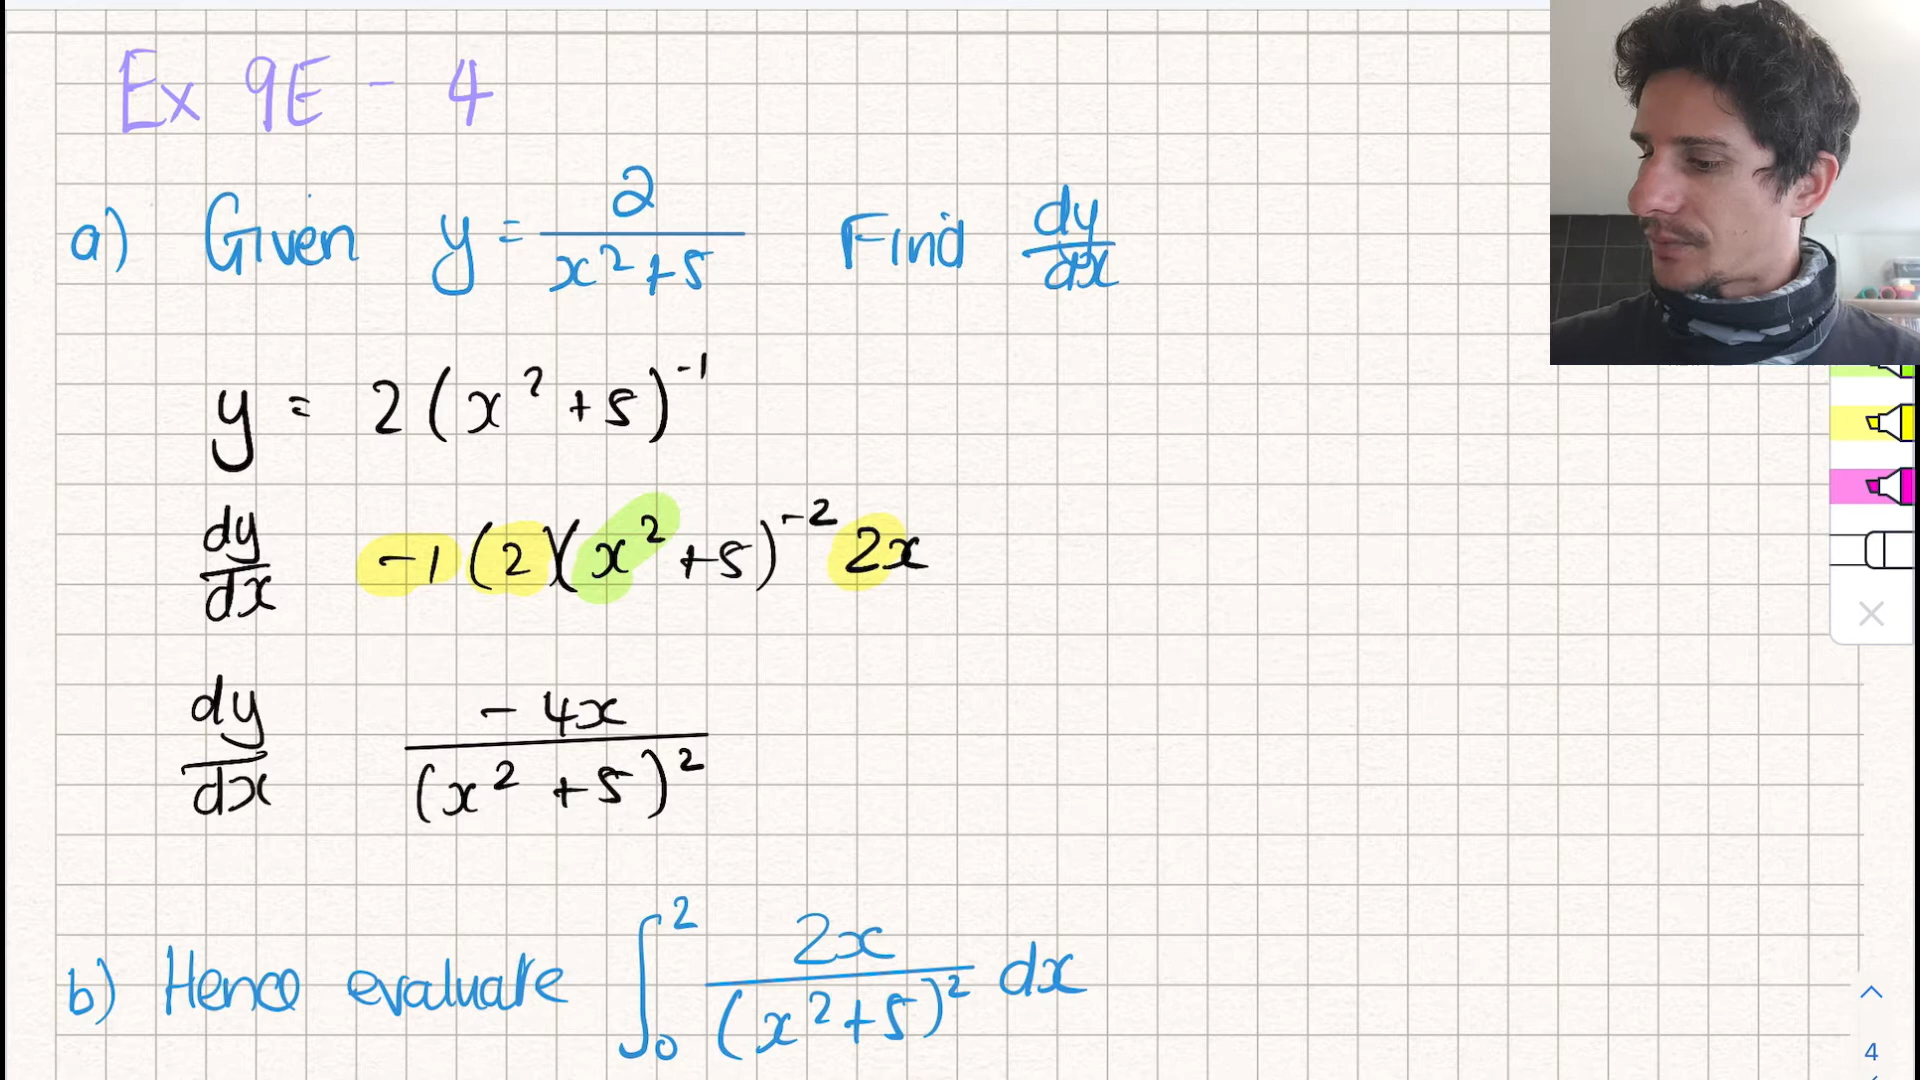 Ex 9E - 4
a) Given y = 2/(x²+5) Find dy/dx
y = 2(x²+5)⁻¹
dy/dx -1(2)(x²+5)⁻² 2x
dy/dx -4x/(x²+5)²
b) Hence evaluate ∫₀² 2x/(x²+5)² dx
4